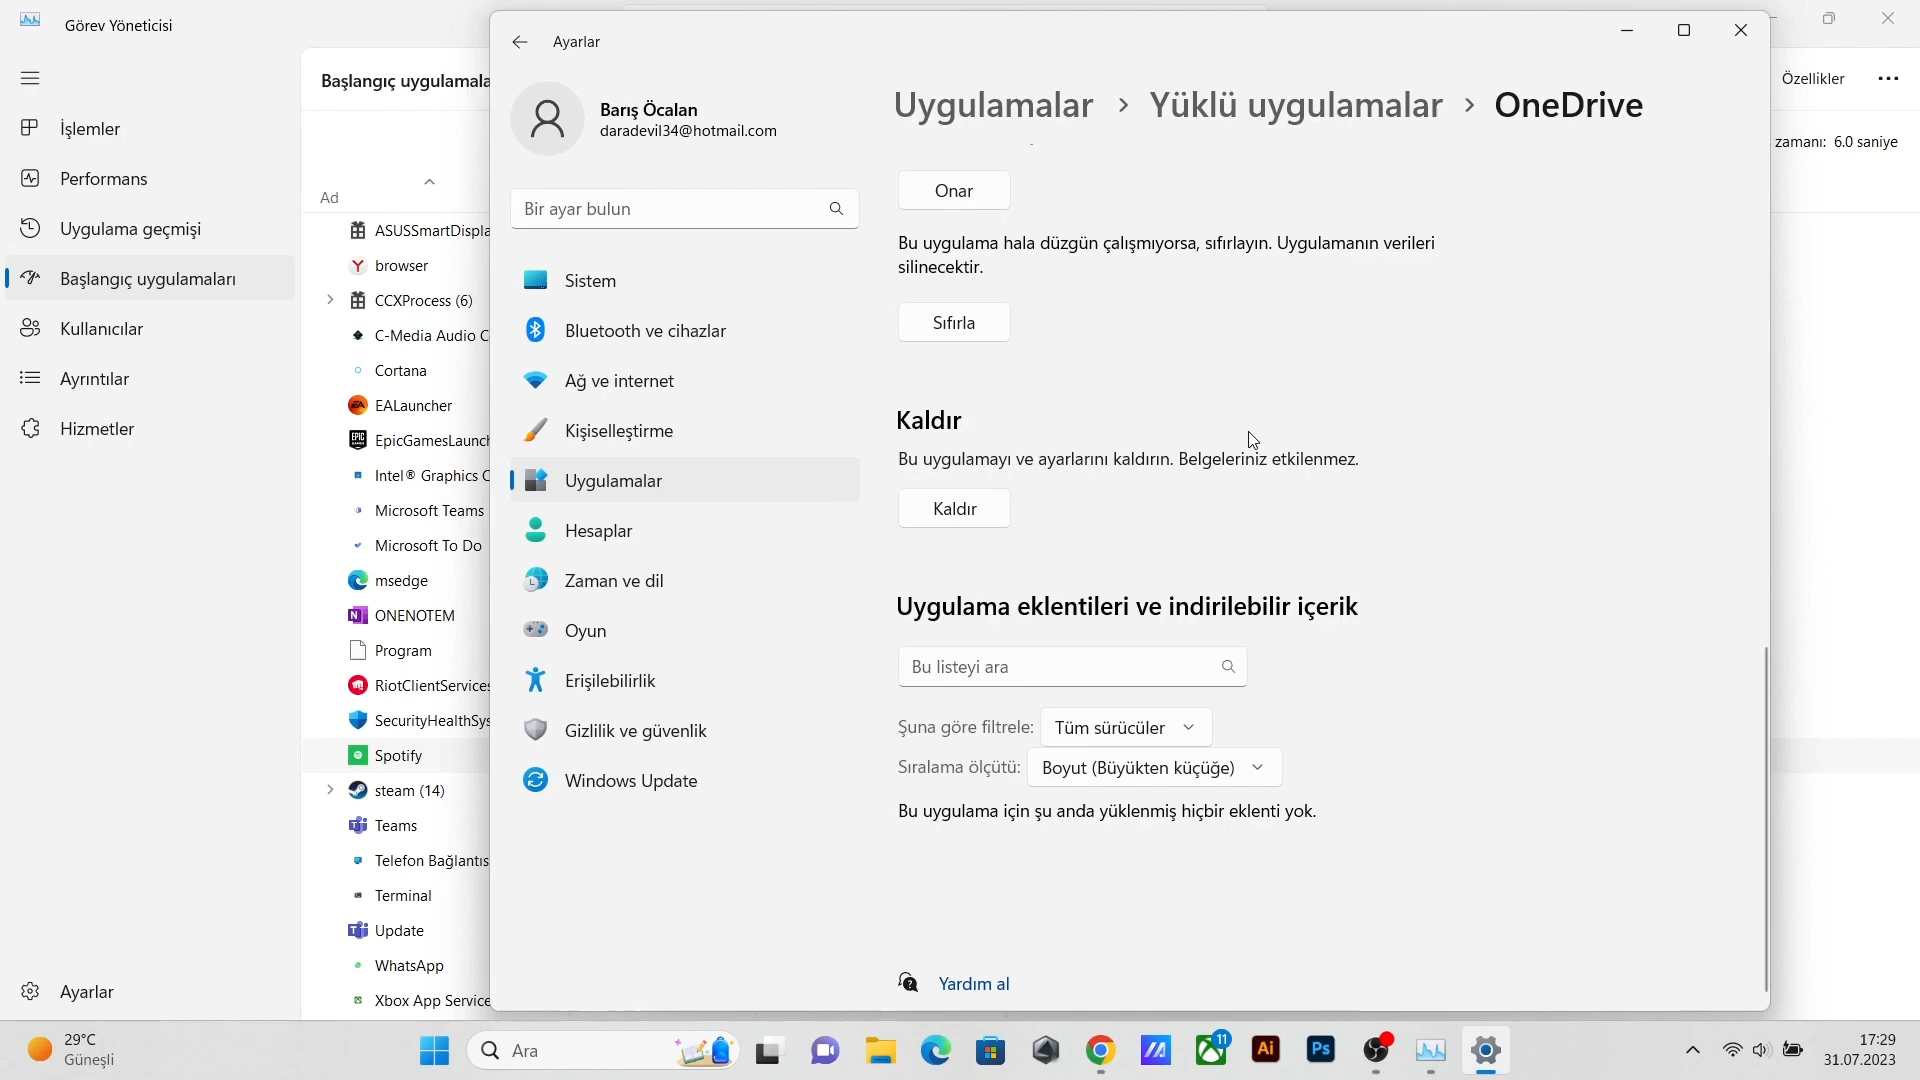 Görev Yöneticisi
İşlemler
Performans
Uygulama geçmişi
Başlangıç uygulamaları
Kullanıcılar
Ayrıntılar
Hizmetler
Ayarlar
Başlangıç uygulamala
Özellikler
zamanı: 6.0 saniye
Ad
ASUSSmartDispla
browser
CCXProcess (6)
C-Media Audio C
Cortana
EALauncher
EpicGamesLaunch
Intel® Graphics C
Microsoft Teams
Microsoft To Do
msedge
ONENOTEM
Program
RiotClientServices
SecurityHealthSys
Spotify
steam (14)
Teams
Telefon Bağlantıs
Terminal
Update
WhatsApp
Xbox App Service
Ayarlar
Barış Öcalan
daradevil34@hotmail.com
Bir ayar bulun
Sistem
Bluetooth ve cihazlar
Ağ ve internet
Kişiselleştirme
Uygulamalar
Hesaplar
Zaman ve dil
Oyun
Erişilebilirlik
Gizlilik ve güvenlik
Windows Update
Uygulamalar > Yüklü uygulamalar > OneDrive
Onar
Bu uygulama hala düzgün çalışmıyorsa, sıfırlayın. Uygulamanın verileri
silinecektir.
Sıfırla
Kaldır
Bu uygulamayı ve ayarlarını kaldırın. Belgeleriniz etkilenmez.
Kaldır
Uygulama eklentileri ve indirilebilir içerik
Bu listeyi ara
Şuna göre filtrele: Tüm sürücüler
Sıralama ölçütü: Boyut (Büyükten küçüğe)
Bu uygulama için şu anda yüklenmiş hiçbir eklenti yok.
Yardım al
29°C
Güneşli
Ara
11
Ai
Ps
17:29
31.07.2023